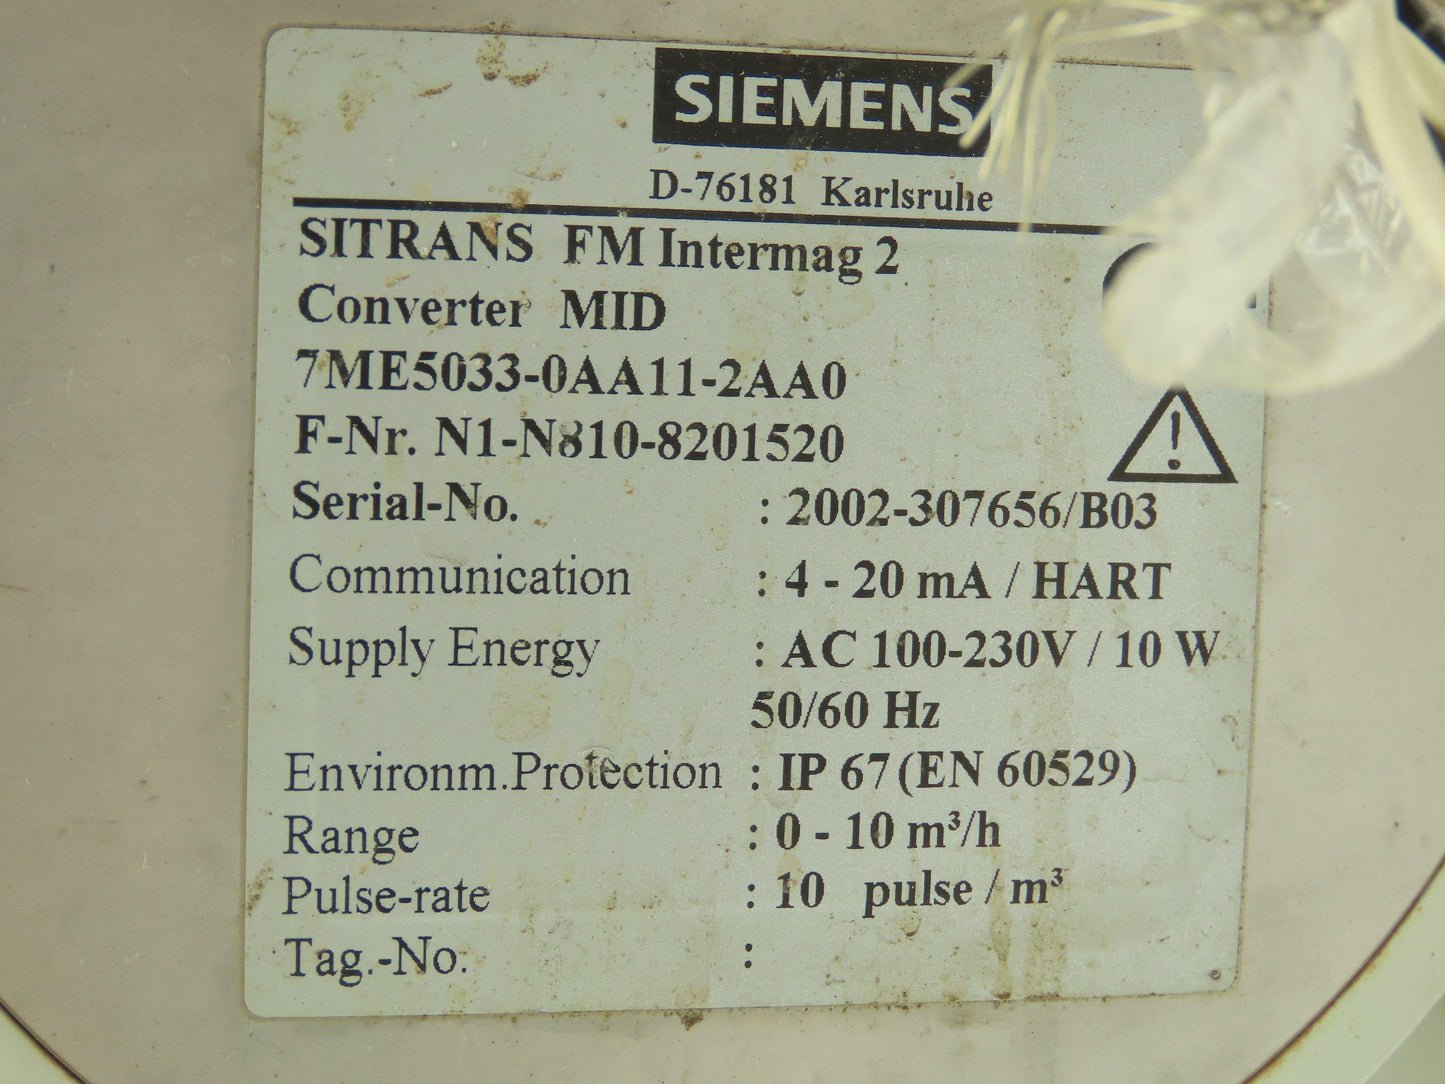 SIEMENS
D-76181 Karlsruhe
SITRANS FM Intermag 2
Converter MID
7ME5033-0AA11-2AA0
F-Nr. N1-N810-8201520
Serial-No. : 2002-307656/B03
Communication : 4 - 20 mA / HART
Supply Energy : AC 100-230V / 10 W
50/60 Hz
Environm.Protection : IP 67 (EN 60529)
Range : 0 - 10 m³/h
Pulse-rate : 10 pulse / m³
Tag.-No. :